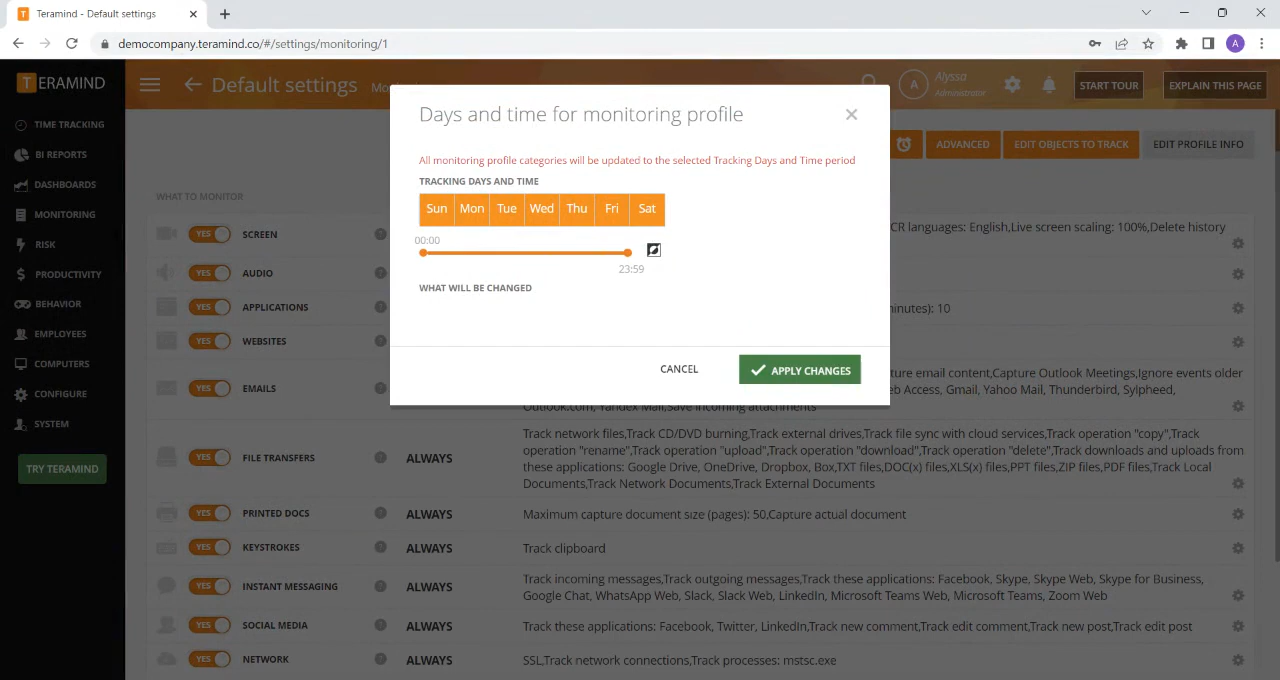 Teramind - Default settings
democompany.teramind.co/#/settings/monitoring/1
A
TERAMIND
Default settings
A
Alyssa
Administrator
START TOUR
EXPLAIN THIS PAGE
TIME TRACKING
BI REPORTS
DASHBOARDS
MONITORING
RISK
PRODUCTIVITY
BEHAVIOR
EMPLOYEES
COMPUTERS
CONFIGURE
SYSTEM
TRY TERAMIND
ADVANCED
EDIT OBJECTS TO TRACK
EDIT PROFILE INFO
Days and time for monitoring profile
All monitoring profile categories will be updated to the selected Tracking Days and Time period
TRACKING DAYS AND TIME
Sun Mon Tue Wed Thu Fri Sat
00:00
23:59
WHAT WILL BE CHANGED
CANCEL
APPLY CHANGES
WHAT TO MONITOR
YES SCREEN
CR languages: English,Live screen scaling: 100%,Delete history
YES AUDIO
YES APPLICATIONS
minutes): 10
YES WEBSITES
YES EMAILS
ture email content,Capture Outlook Meetings,Ignore events older
eb Access, Gmail, Yahoo Mail, Thunderbird, Sylpheed,
Outlook.com, Yandex Mail,Save incoming attachments
YES FILE TRANSFERS ALWAYS
Track network files,Track CD/DVD burning,Track external drives,Track file sync with cloud services,Track operation "copy",Track
operation "rename",Track operation "upload",Track operation "download",Track operation "delete",Track downloads and uploads from
these applications: Google Drive, OneDrive, Dropbox, Box,TXT files,DOC(x) files,XLS(x) files,PPT files,ZIP files,PDF files,Track Local
Documents,Track Network Documents,Track External Documents
YES PRINTED DOCS ALWAYS Maximum capture document size (pages): 50,Capture actual document
YES KEYSTROKES ALWAYS Track clipboard
YES INSTANT MESSAGING ALWAYS
Track incoming messages,Track outgoing messages,Track these applications: Facebook, Skype, Skype Web, Skype for Business,
Google Chat, WhatsApp Web, Slack, Slack Web, LinkedIn, Microsoft Teams Web, Microsoft Teams, Zoom Web
YES SOCIAL MEDIA ALWAYS Track these applications: Facebook, Twitter, LinkedIn,Track new comment,Track edit comment,Track new post,Track edit post
YES NETWORK ALWAYS SSL,Track network connections,Track processes: mstsc.exe